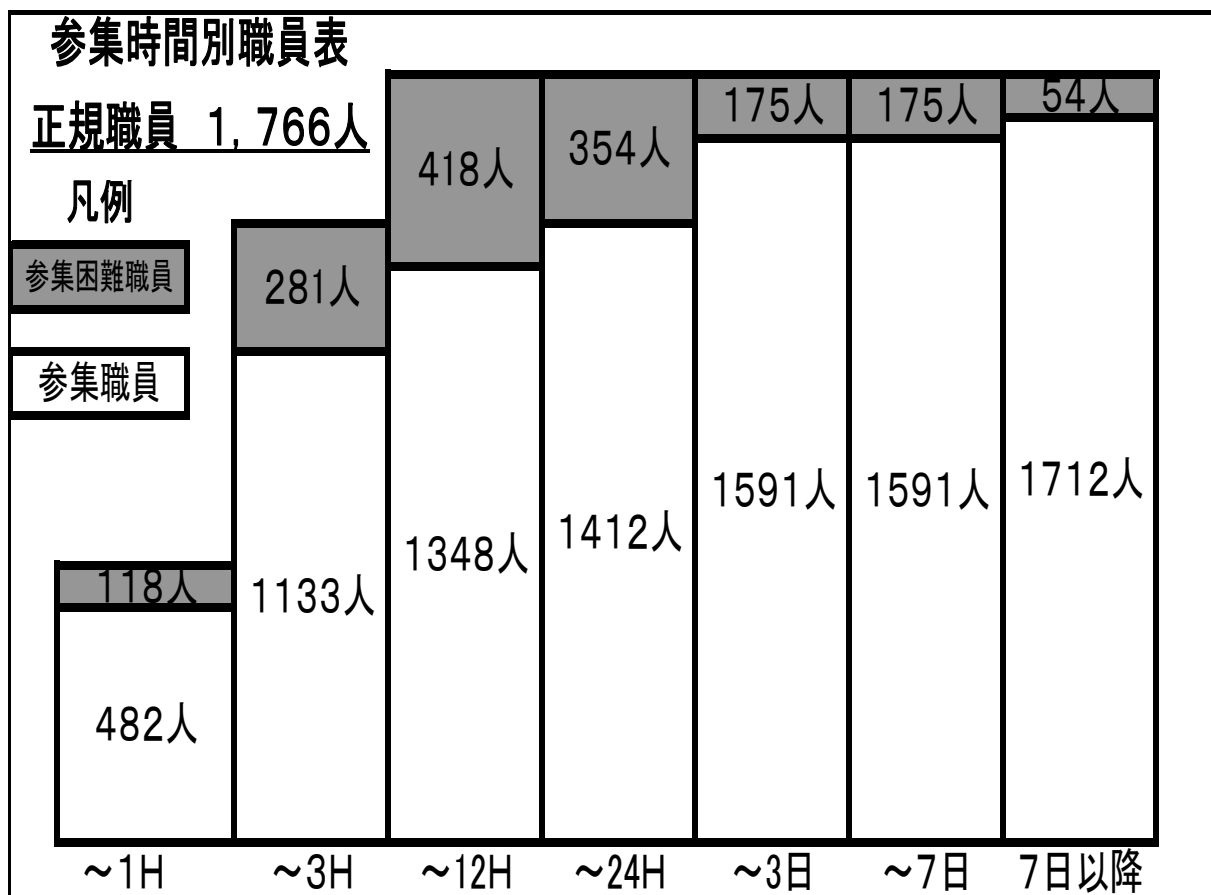 参集時間別職員表
正規職員 1,766人
凡例
参集困難職員
参集職員
118人
482人
281人
1133人
418人
1348人
354人
1412人
175人
1591人
175人
1591人
54人
1712人
～1H ～3H ～12H ～24H ～3日 ～7日 7日以降